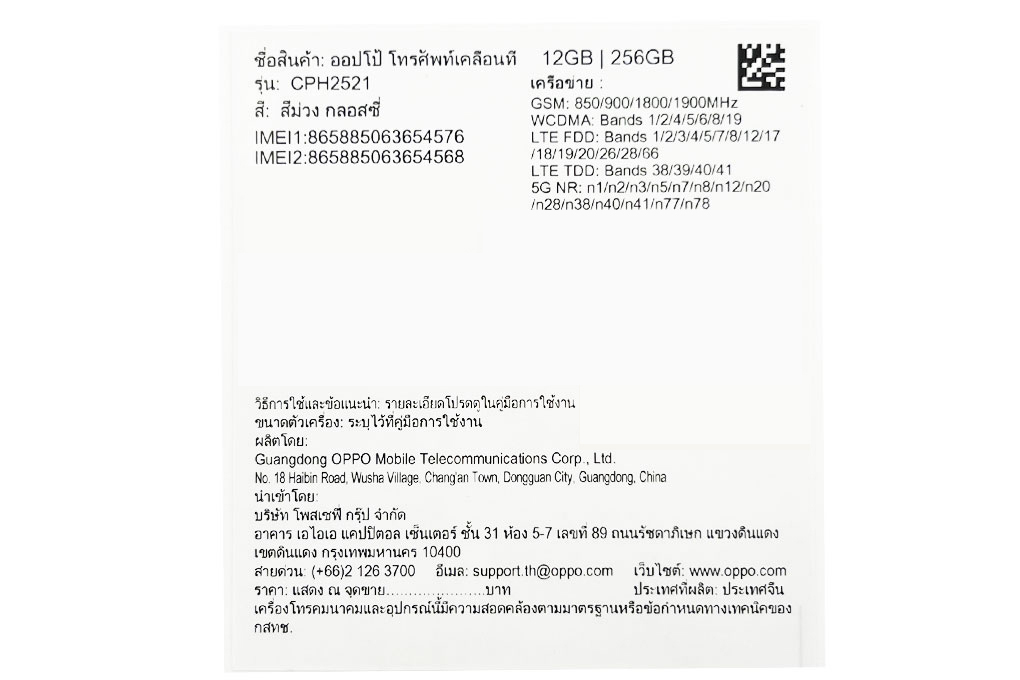 ชื่อสินค้า: ออปโป้ โทรศัพท์เคลื่อนที่
12GB | 256GB
รุ่น: CPH2521
สี: สีม่วง กลอสซี่
IMEI1:865885063654576
IMEI2:865885063654568
เครือข่าย :
GSM: 850/900/1800/1900MHz
WCDMA: Bands 1/2/4/5/6/8/19
LTE FDD: Bands 1/2/3/4/5/7/8/12/17
/18/19/20/26/28/66
LTE TDD: Bands 38/39/40/41
5G NR: n1/n2/n3/n5/n7/n8/n12/n20
/n28/n38/n40/n41/n77/n78
วิธีการใช้และข้อแนะนำ: รายละเอียดโปรดดูในคู่มือการใช้งาน
ขนาดตัวเครื่อง: ระบุไว้ที่คู่มือการใช้งาน
ผลิตโดย:
Guangdong OPPO Mobile Telecommunications Corp., Ltd.
No. 18 Haibin Road, Wusha Village, Chang'an Town, Dongguan City, Guangdong, China
นำเข้าโดย:
บริษัท โพสเซฟี่ กรุ๊ป จำกัด
อาคาร เอไอเอ แคปปิตอล เซ็นเตอร์ ชั้น 31 ห้อง 5-7 เลขที่ 89 ถนนรัชดาภิเษก แขวงดินแดง
เขตดินแดง กรุงเทพมหานคร 10400
สายด่วน: (+66)2 126 3700 อีเมล: support.th@oppo.com เว็บไซต์: www.oppo.com
ราคา: แสดง ณ จุดขาย......................บาท ประเทศที่ผลิต: ประเทศจีน
เครื่องโทรคมนาคมและอุปกรณ์นี้มีความสอดคล้องตามมาตรฐานหรือข้อกำหนดทางเทคนิคของ
กสทช.